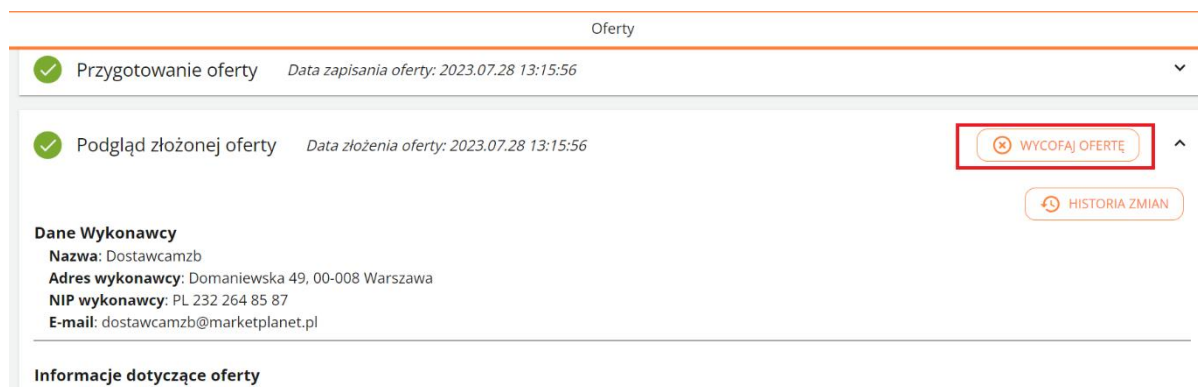 Oferty
Przygotowanie oferty Data zapisania oferty: 2023.07.28 13:15:56
Podgląd złożonej oferty Data złożenia oferty: 2023.07.28 13:15:56 WYCOFAJ OFERTĘ
HISTORIA ZMIAN
Dane Wykonawcy
Nazwa: Dostawcamzb
Adres wykonawcy: Domaniewska 49, 00-008 Warszawa
NIP wykonawcy: PL 232 264 85 87
E-mail: dostawcamzb@marketplanet.pl
Informacje dotyczące oferty